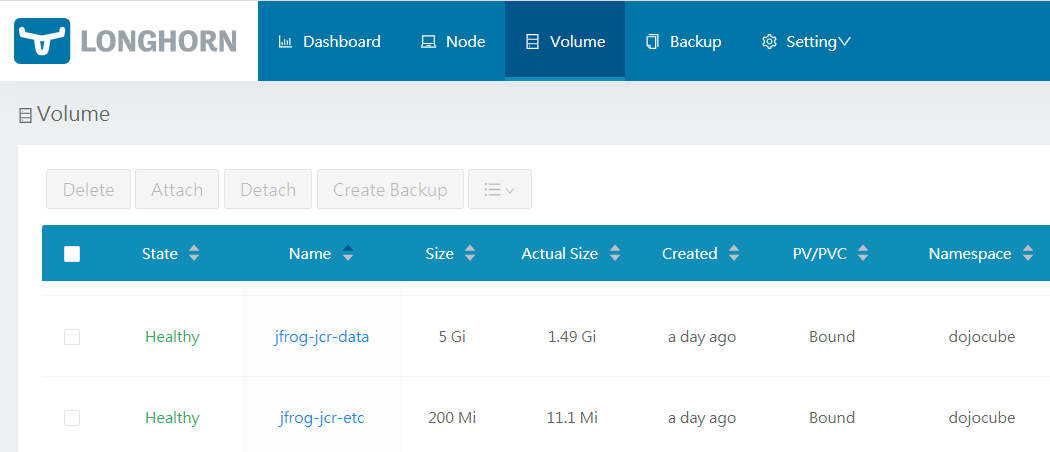 LONGHORN Dashboard Node Volume Backup Setting
Volume
Delete Attach Detach Create Backup
State Name Size Actual Size Created PV/PVC Namespace
Healthy jfrog-jcr-data 5 Gi 1.49 Gi a day ago Bound dojocube
Healthy jfrog-jcr-etc 200 Mi 11.1 Mi a day ago Bound dojocube